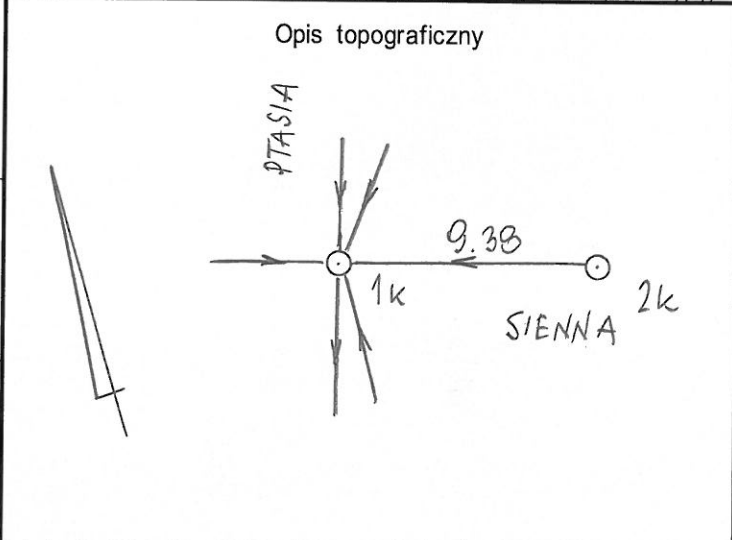 Opis topograficzny
PTASIA
9.38
1k
2k
SIENNA